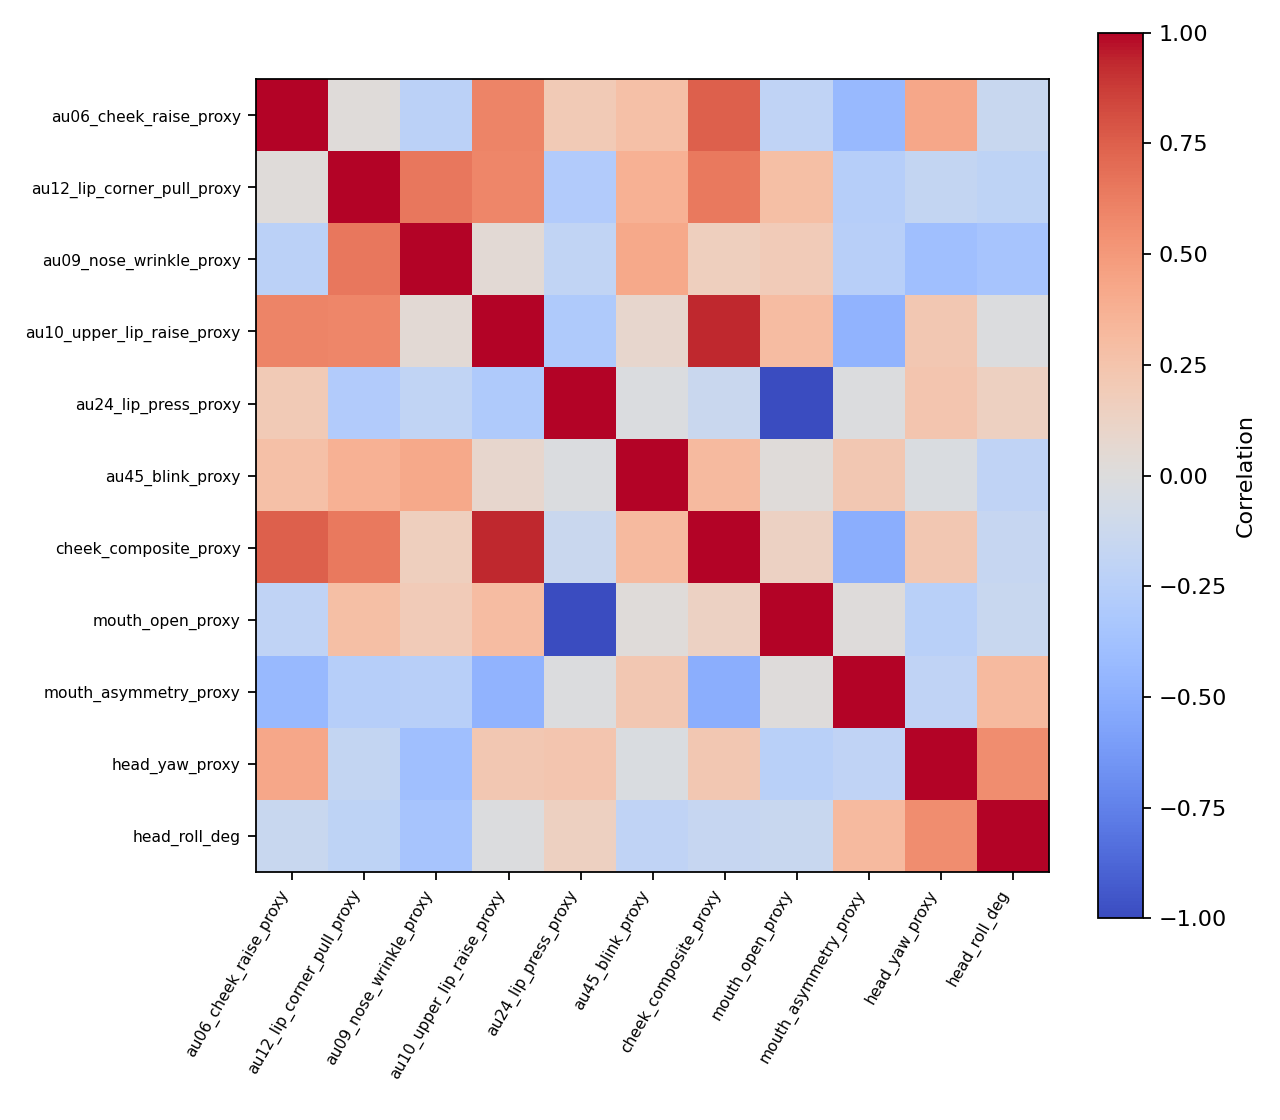 au06_cheek_raise_proxy
au12_lip_corner_pull_proxy
au09_nose_wrinkle_proxy
au10_upper_lip_raise_proxy
au24_lip_press_proxy
au45_blink_proxy
cheek_composite_proxy
mouth_open_proxy
mouth_asymmetry_proxy
head_yaw_proxy
head_roll_deg
au06_cheek_raise_proxy
au12_lip_corner_pull_proxy
au09_nose_wrinkle_proxy
au10_upper_lip_raise_proxy
au24_lip_press_proxy
au45_blink_proxy
cheek_composite_proxy
mouth_open_proxy
mouth_asymmetry_proxy
head_yaw_proxy
head_roll_deg
1.00
0.75
0.50
0.25
0.00
−0.25
−0.50
−0.75
−1.00
Correlation